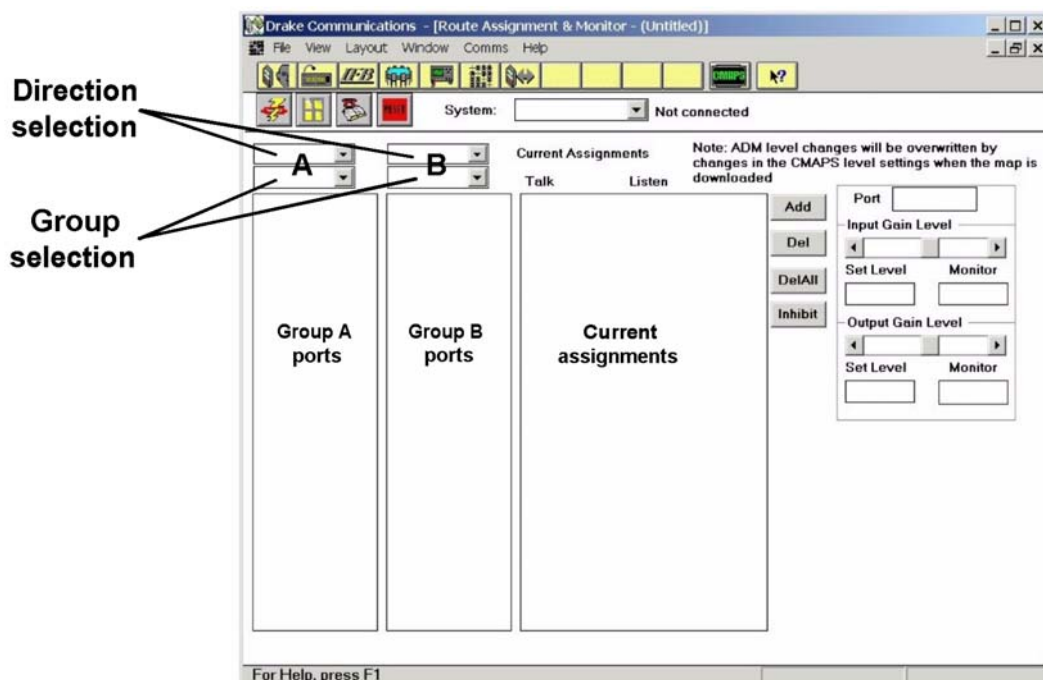 Drake Communications - [Route Assignment & Monitor - (Untitled)]
File View Layout Window Comms Help
IFB
CMAPS
System:
Not connected
Direction
selection
A
B
Group
selection
Current Assignments
Talk Listen
Note: ADM level changes will be overwritten by
changes in the CMAPS level settings when the map is
downloaded
Group A
ports
Group B
ports
Current
assignments
Add
Del
DelAll
Inhibit
Port
Input Gain Level
Set Level Monitor
Output Gain Level
Set Level Monitor
For Help, press F1